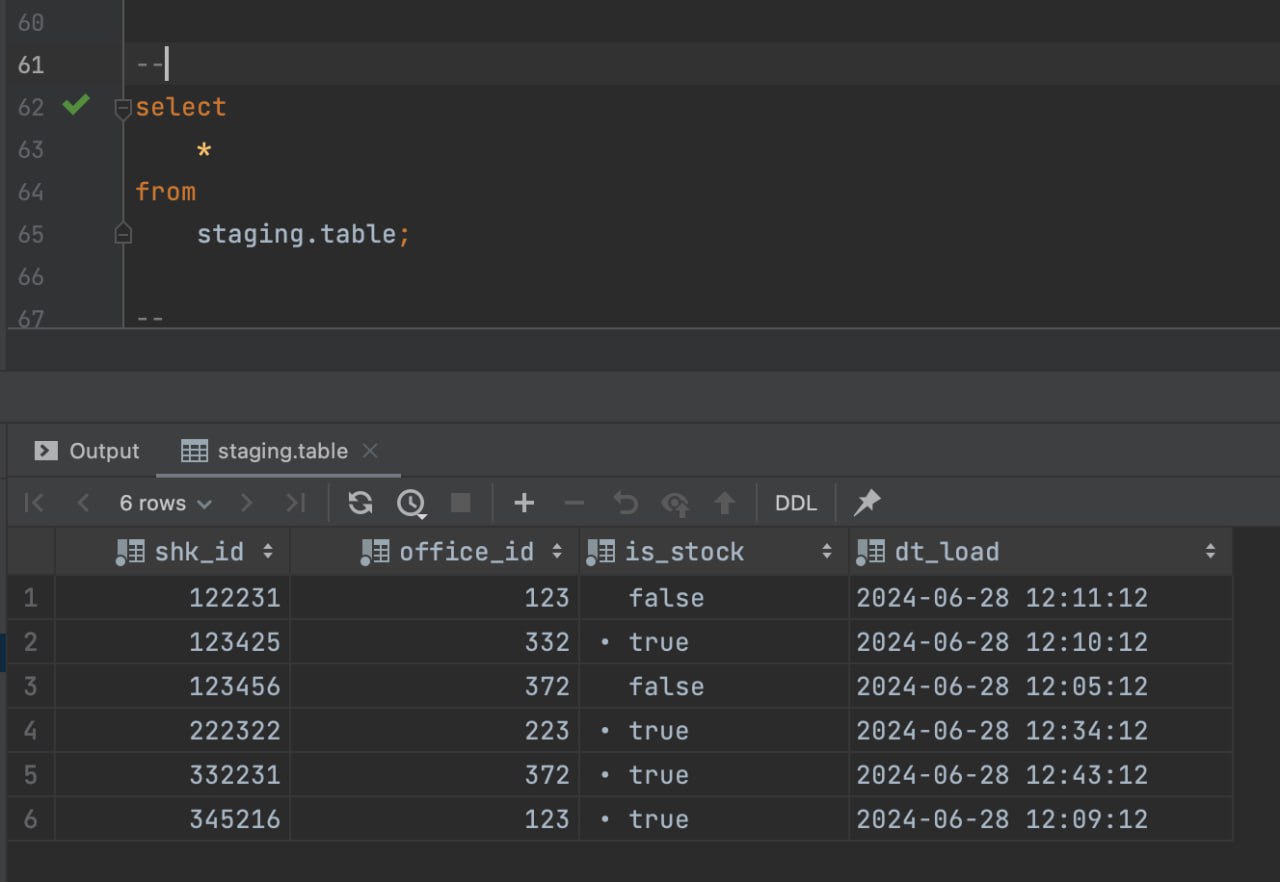 60
61 --
62 select
63 *
64 from
65 staging.table;
66
67 --
Output staging.table
6 rows DDL
shk_id office_id is_stock dt_load
1 122231 123 false 2024-06-28 12:11:12
2 123425 332 true 2024-06-28 12:10:12
3 123456 372 false 2024-06-28 12:05:12
4 222322 223 true 2024-06-28 12:34:12
5 332231 372 true 2024-06-28 12:43:12
6 345216 123 true 2024-06-28 12:09:12